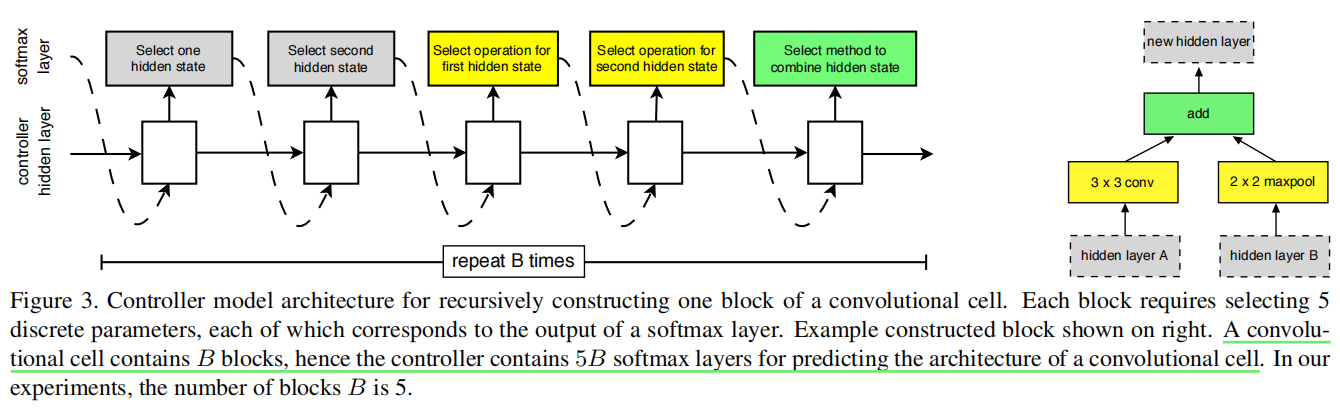 softmax
layer
controller
hidden layer
Select one
hidden state
Select second
hidden state
Select operation for
first hidden state
Select operation for
second hidden state
Select method to
combine hidden state
repeat B times
new hidden layer
add
3 x 3 conv
2 x 2 maxpool
hidden layer A
hidden layer B
Figure 3. Controller model architecture for recursively constructing one block of a convolutional cell. Each block requires selecting 5
discrete parameters, each of which corresponds to the output of a softmax layer. Example constructed block shown on right. A convolu-
tional cell contains B blocks, hence the controller contains 5B softmax layers for predicting the architecture of a convolutional cell. In our
experiments, the number of blocks B is 5.